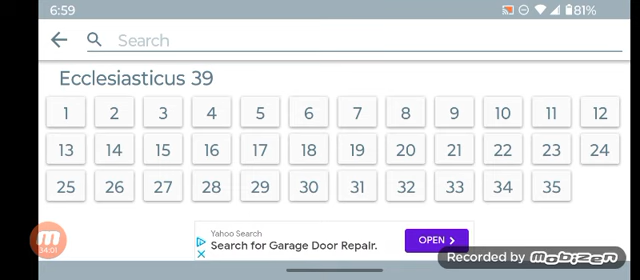 6:59 81%
Search
Ecclesiasticus 39
1 2 3 4 5 6 7 8 9 10 11 12
13 14 15 16 17 18 19 20 21 22 23 24
25 26 27 28 29 30 31 32 33 34 35
Yahoo Search
Search for Garage Door Repair.
OPEN
M
04:01
Recorded by Mobizen